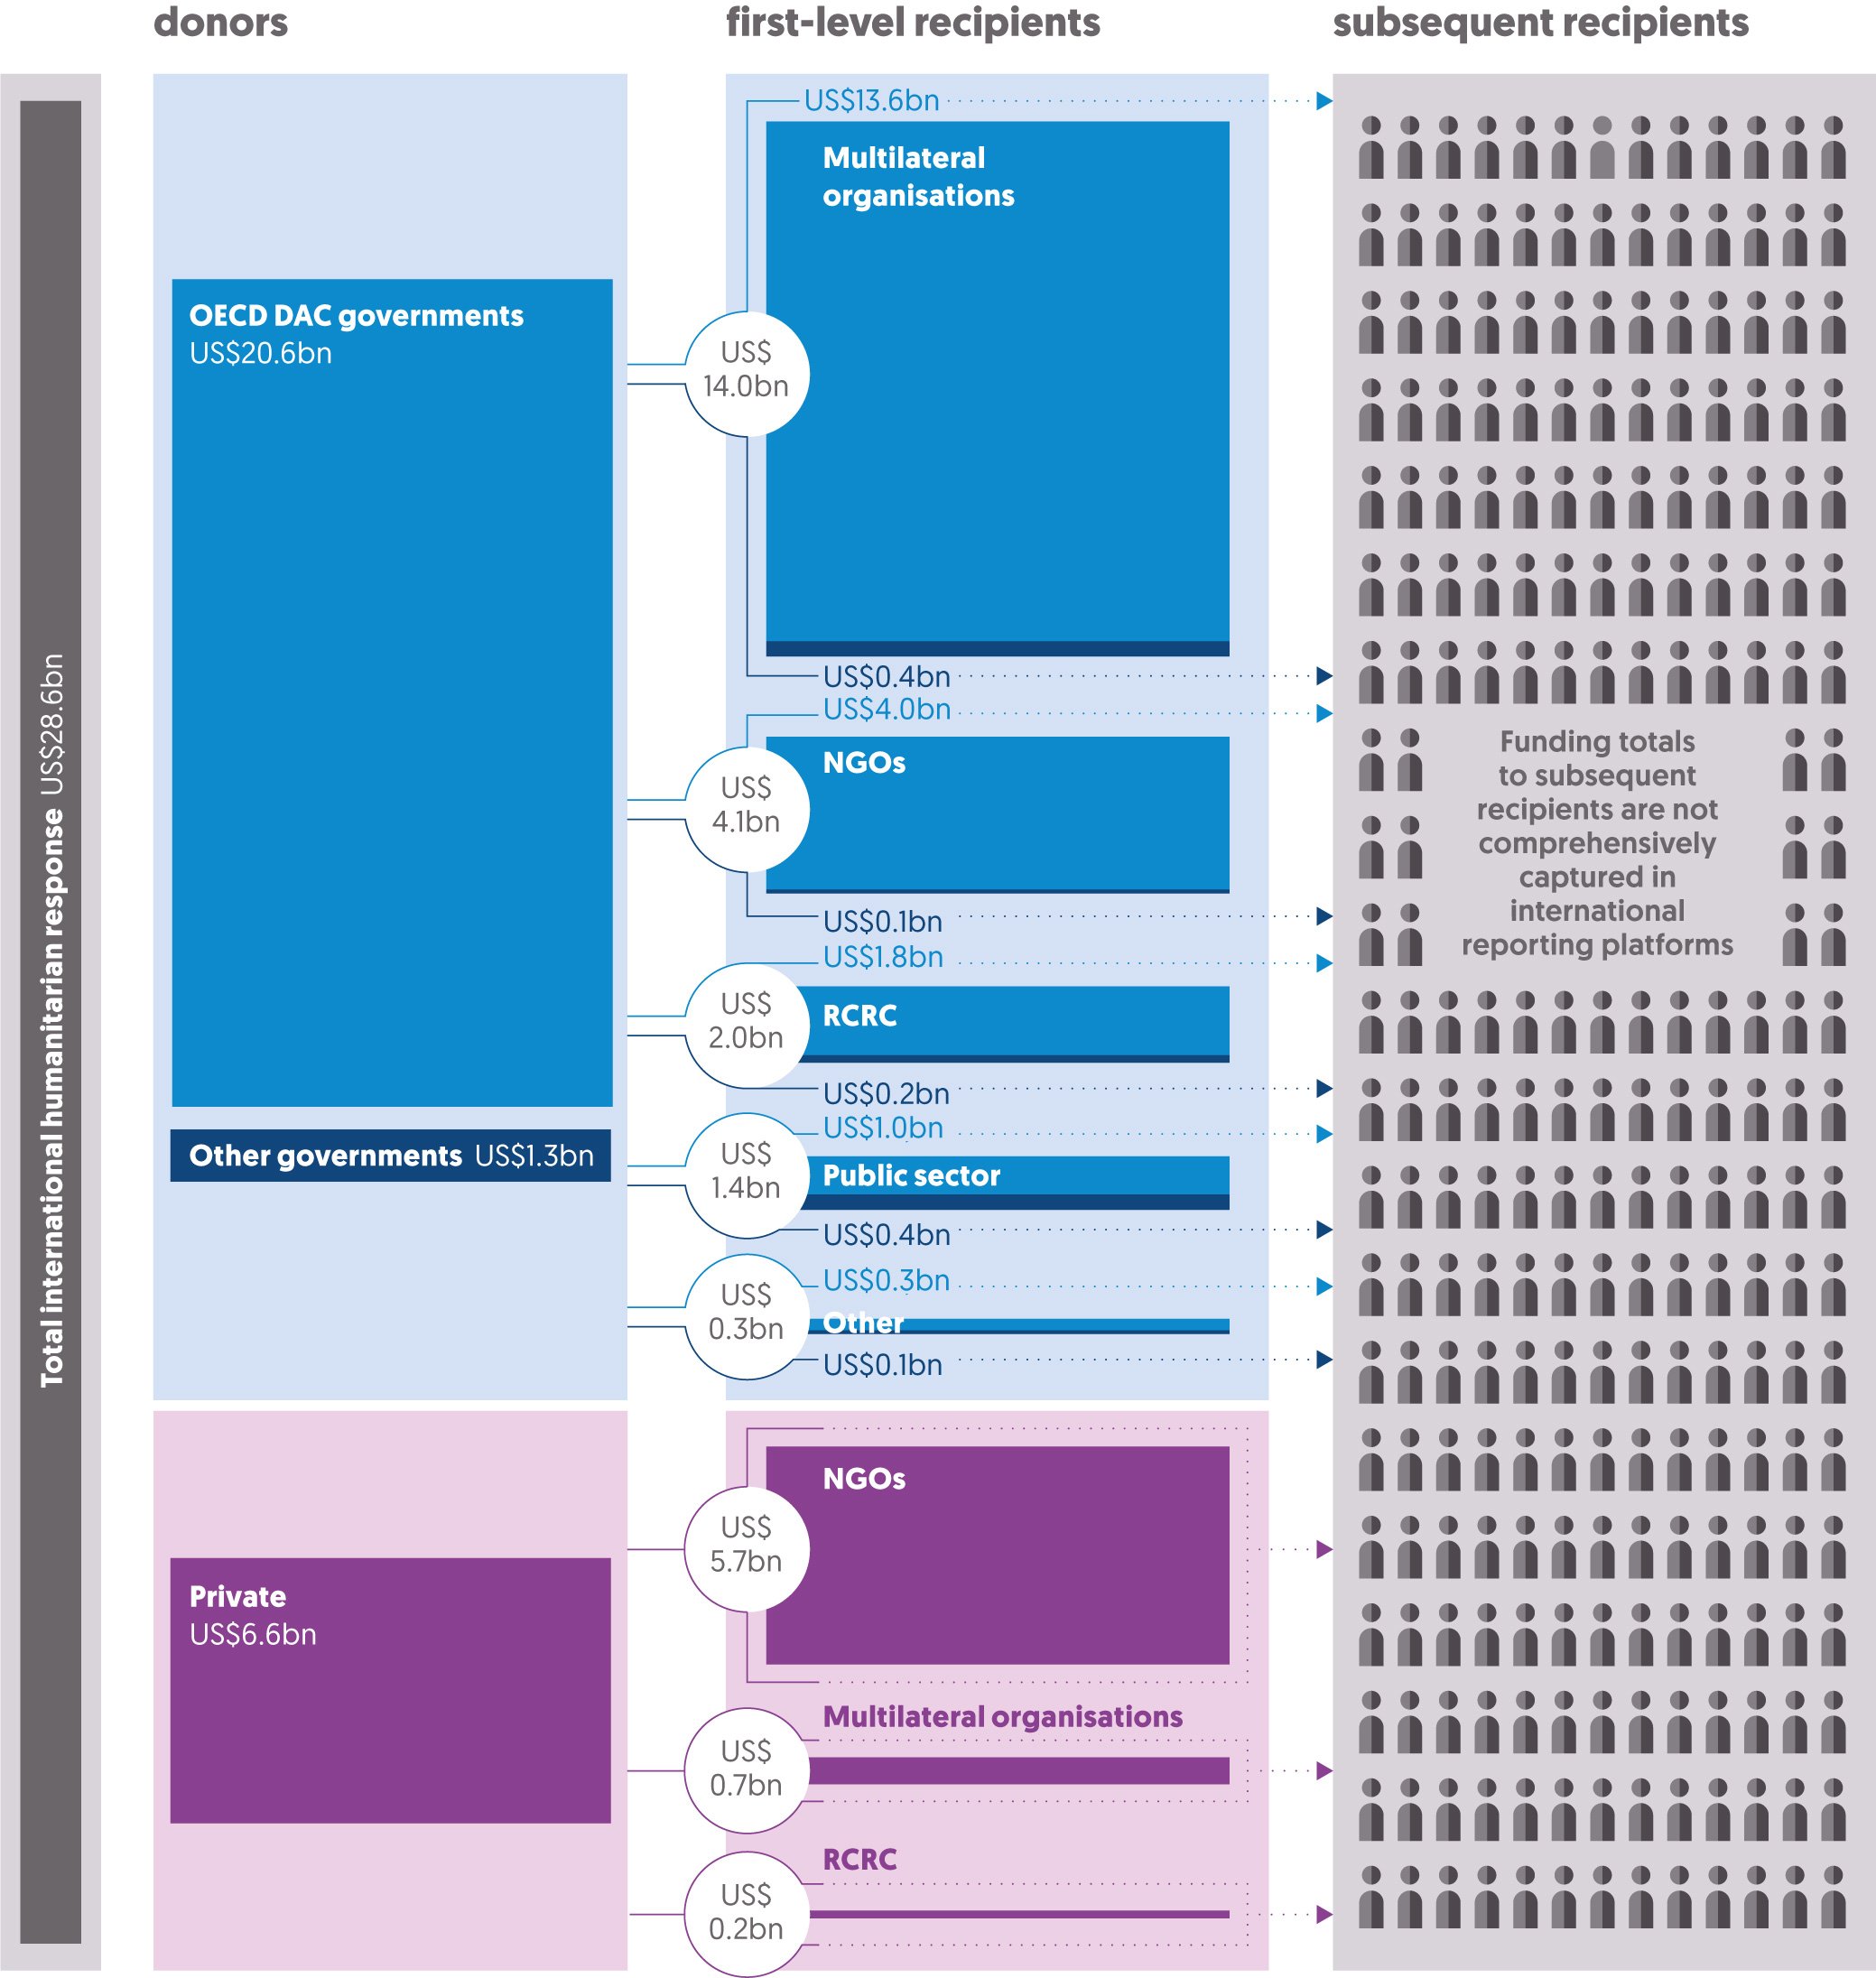 donors
first-level recipients
subsequent recipients
Total international humanitarian response US$28.6bn
OECD DAC governments
US$20.6bn
Other governments US$1.3bn
US$13.6bn
Multilateral
organisations
US$
14.0bn
US$0.4bn
US$4.0bn
NGOs
US$
4.1bn
US$0.1bn
US$1.8bn
RCRC
US$
2.0bn
US$0.2bn
US$1.0bn
Public sector
US$
1.4bn
US$0.4bn
US$0.3bn
Other
US$
0.3bn
US$0.1bn
Private
US$6.6bn
NGOs
US$
5.7bn
Multilateral organisations
US$
0.7bn
RCRC
US$
0.2bn
Funding totals
to subsequent
recipients are not
comprehensively
captured in
international
reporting platforms